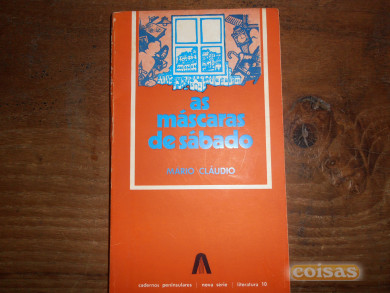 as
máscaras
de sábado
MÁRIO CLÁUDIO
cadernos peninsulares | nova série | literatura 10
coisas